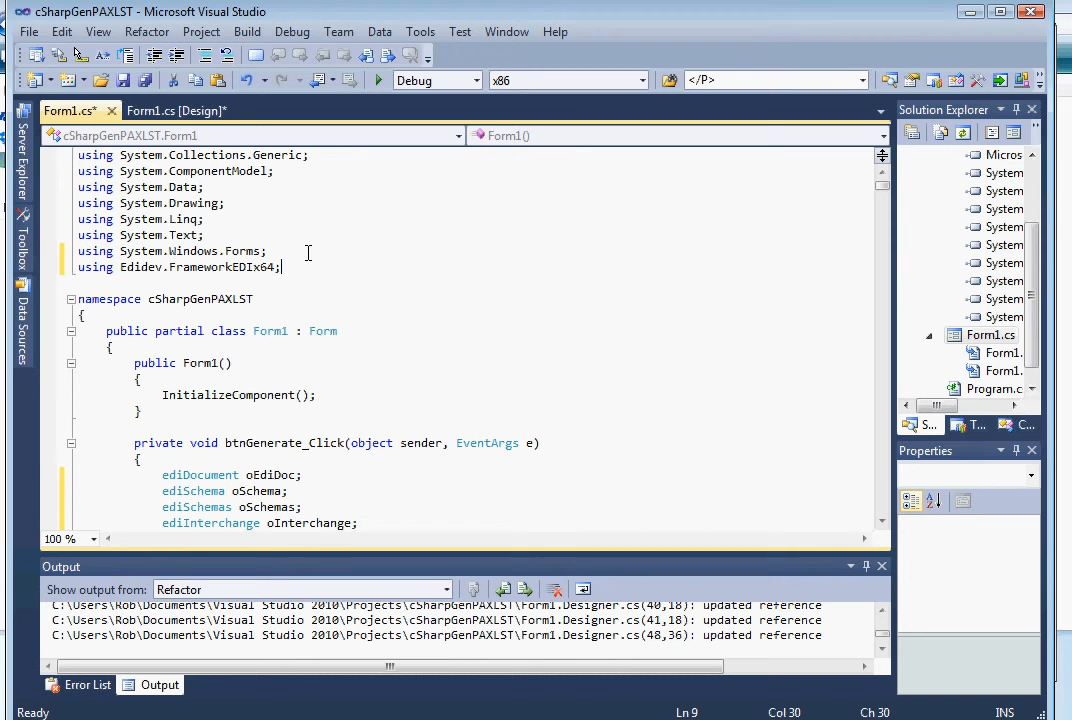 cSharpGenPAXLST - Microsoft Visual Studio
File Edit View Refactor Project Build Debug Team Data Tools Test Window Help
Debug x86 </P>
Form1.cs* Form1.cs [Design]*
cSharpGenPAXLST.Form1 Form1()
using System.Collections.Generic;
using System.ComponentModel;
using System.Data;
using System.Drawing;
using System.Linq;
using System.Text;
using System.Windows.Forms;
using Edidev.FrameworkEDIx64;
namespace cSharpGenPAXLST
{
public partial class Form1 : Form
{
public Form1()
{
InitializeComponent();
}
private void btnGenerate_Click(object sender, EventArgs e)
{
ediDocument oEdiDoc;
ediSchema oSchema;
ediSchemas oSchemas;
ediInterchange oInterchange;
100 %
Server Explorer
Toolbox
Data Sources
Solution Explorer
Micros
System
System
System
System
System
System
System
System
System
Form1.cs
Form1.
Form1.
Program.c
S... T... C...
Properties
Output
Show output from: Refactor
C:\Users\Rob\Documents\Visual Studio 2010\Projects\cSharpGenPAXLST\Form1.Designer.cs(40,18): updated reference
C:\Users\Rob\Documents\Visual Studio 2010\Projects\cSharpGenPAXLST\Form1.Designer.cs(41,18): updated reference
C:\Users\Rob\Documents\Visual Studio 2010\Projects\cSharpGenPAXLST\Form1.Designer.cs(48,36): updated reference
Error List Output
Ready Ln 9 Col 30 Ch 30 INS